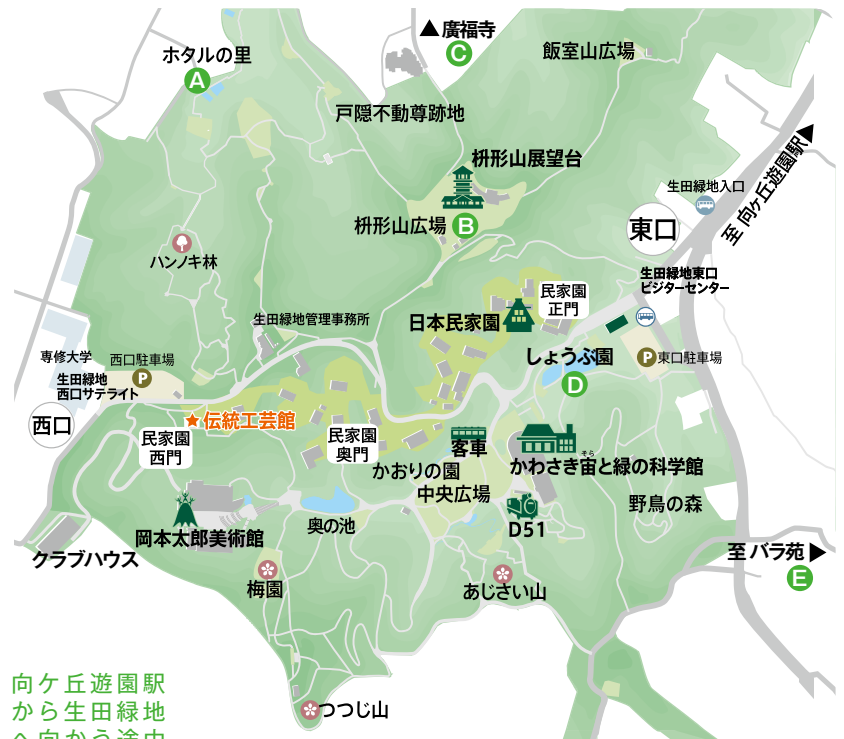 ホタルの里
A
▲廣福寺
C
飯室山広場
戸隠不動尊跡地
枡形山展望台
至 向ヶ丘遊園駅▲
生田緑地入口
東口
枡形山広場
B
ハンノキ林
生田緑地東口
ビジターセンター
民家園
正門
日本民家園
生田緑地管理事務所
しょうぶ園
D
P
東口駐車場
専修大学
西口駐車場
P
生田緑地
西口サテライト
西口
★伝統工芸館
民家園
西門
民家園
奥門
客車
かおりの園
中央広場
そら
かわさき宙と緑の科学館
野鳥の森
D51
奥の池
岡本太郎美術館
クラブハウス
至 バラ苑▶
E
梅園
あじさい山
つつじ山
向ケ丘遊園駅
から生田緑地
へ向かう途中